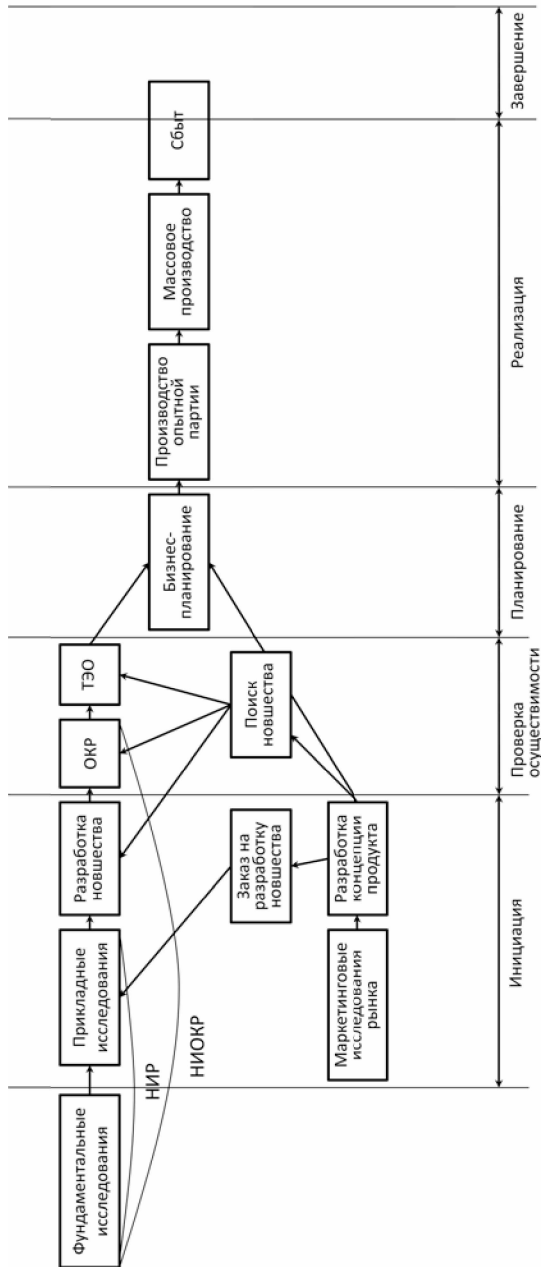 Фундаментальные
исследования
Прикладные
исследования
Разработка
новшества
ОКР
ТЭО
НИР
НИОКР
Бизнес-
планирование
Производство
опытной
партии
Массовое
производство
Сбыт
Заказ на
разработку
новшества
Поиск
новшества
Маркетинговые
исследования
рынка
Разработка
концепции
продукта
Инициация
Проверка
осуществимости
Планирование
Реализация
Завершение